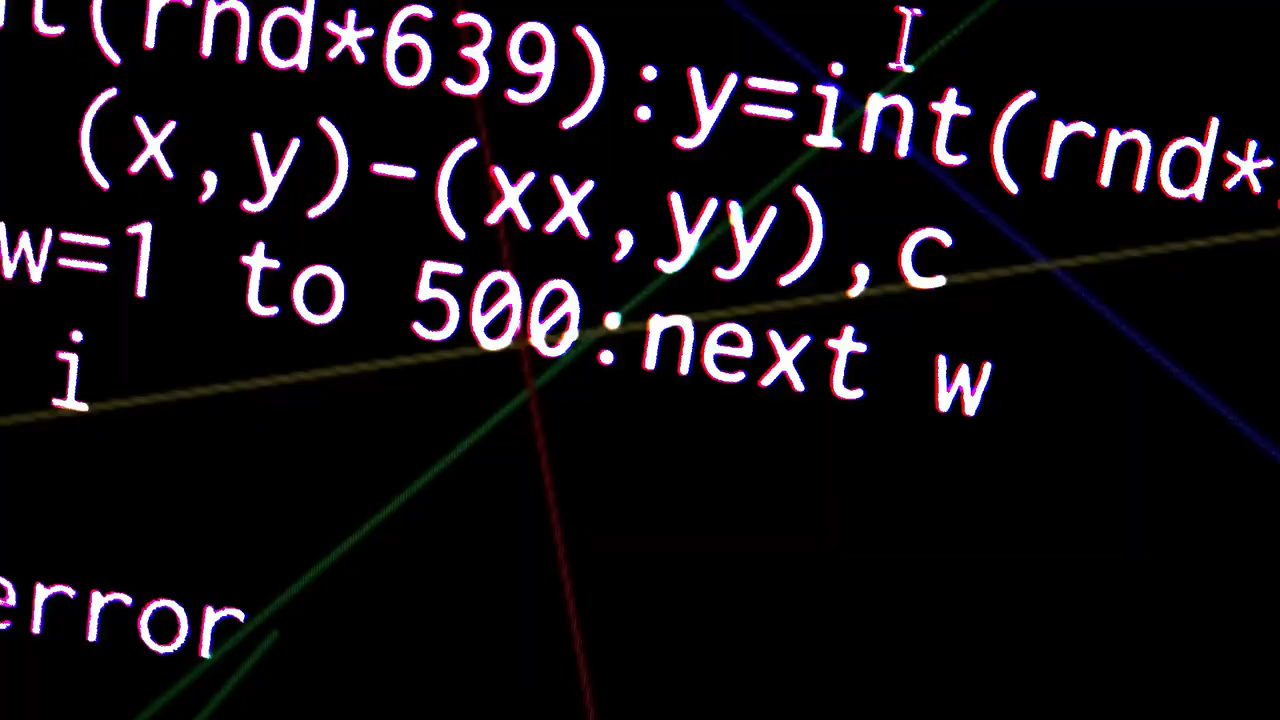 nt(rnd*639):y=int(rnd*
(x,y)-(xx,yy),c
w=1 to 500:next w
i
error